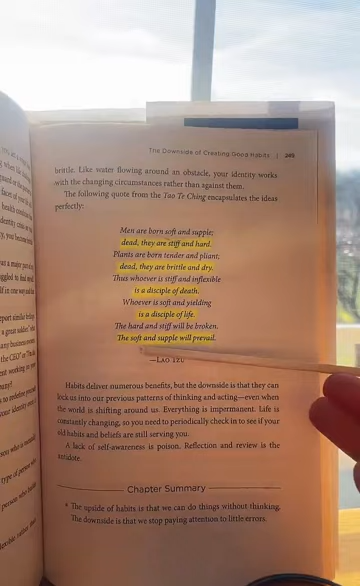 The Downside of Creating Good Habits | 245
brittle. Like water flowing around an obstacle, your identity works
with the changing circumstances rather than against them.
The following quote from the Tao Te Ching encapsulates the ideas
perfectly:
Men are born soft and supple;
dead, they are stiff and hard.
Plants are born tender and pliant;
dead, they are brittle and dry.
Thus whoever is stiff and inflexible
is a disciple of death.
Whoever is soft and yielding
is a disciple of life.
The hard and stiff will be broken.
The soft and supple will prevail.
—LAO TZU
Habits deliver numerous benefits, but the downside is that they can
lock us into our previous patterns of thinking and acting—even when
the world is shifting around us. Everything is impermanent. Life is
constantly changing, so you need to periodically check in to see if your
old habits and beliefs are still serving you.
A lack of self-awareness is poison. Reflection and review is the
antidote.
Chapter Summary
* The upside of habits is that we can do things without thinking.
The downside is that we stop paying attention to little errors.